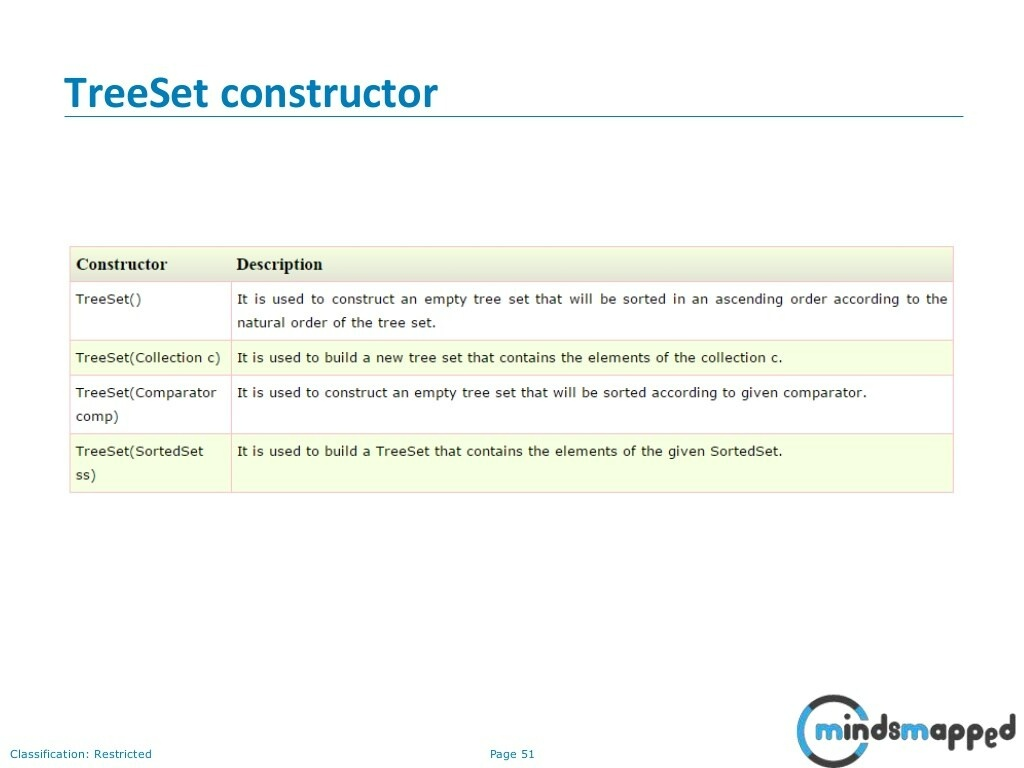 TreeSet constructor
Constructor Description
TreeSet() It is used to construct an empty tree set that will be sorted in an ascending order according to the
natural order of the tree set.
TreeSet(Collection c) It is used to build a new tree set that contains the elements of the collection c.
TreeSet(Comparator It is used to construct an empty tree set that will be sorted according to given comparator.
comp)
TreeSet(SortedSet It is used to build a TreeSet that contains the elements of the given SortedSet.
ss)
mindsmapped
Classification: Restricted Page 51